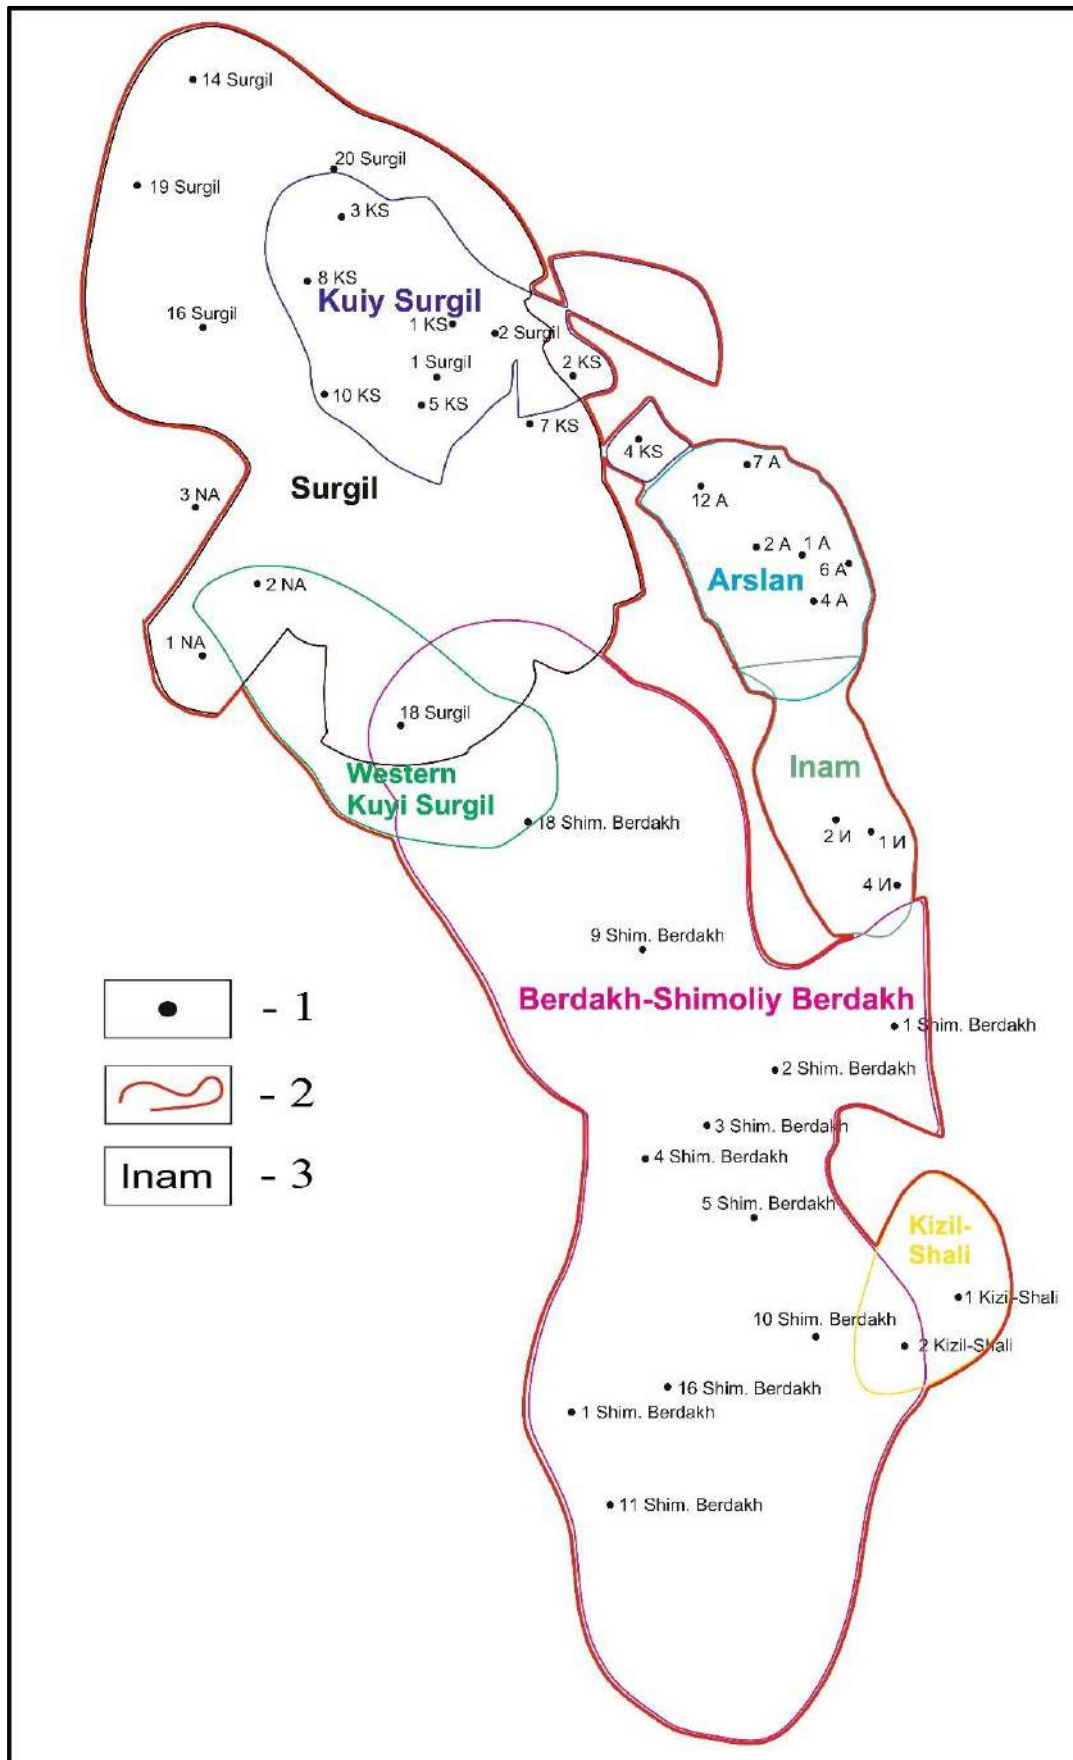 14 Surgil
20 Surgil
19 Surgil
3 KS
8 KS
Kuiy Surgil
16 Surgil
1 KS
2 Surgil
1 Surgil
2 KS
10 KS
5 KS
7 KS
4 KS
7 A
12 A
Surgil
3 NA
2 A
1 A
6 A
Arslan
2 NA
4 A
1 NA
18 Surgil
Western
Kuyi Surgil
Inam
18 Shim. Berdakh
2 И
1 И
4 И
9 Shim. Berdakh
Berdakh-Shimoliy Berdakh
- 1
1 Shim. Berdakh
2 Shim. Berdakh
- 2
3 Shim. Berdakh
4 Shim. Berdakh
Inam
- 3
5 Shim. Berdakh
Kizil-
Shali
1 Kizil-Shali
10 Shim. Berdakh
2 Kizil-Shali
16 Shim. Berdakh
1 Shim. Berdakh
11 Shim. Berdakh